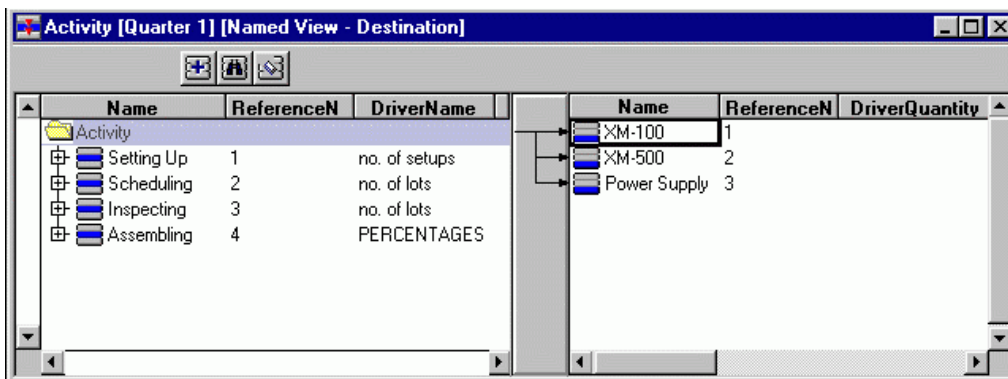 Activity [Quarter 1] [Named View - Destination]
Name ReferenceN DriverName
Activity
Setting Up 1 no. of setups
Scheduling 2 no. of lots
Inspecting 3 no. of lots
Assembling 4 PERCENTAGES
Name ReferenceN DriverQuantity
XM-100 1
XM-500 2
Power Supply 3